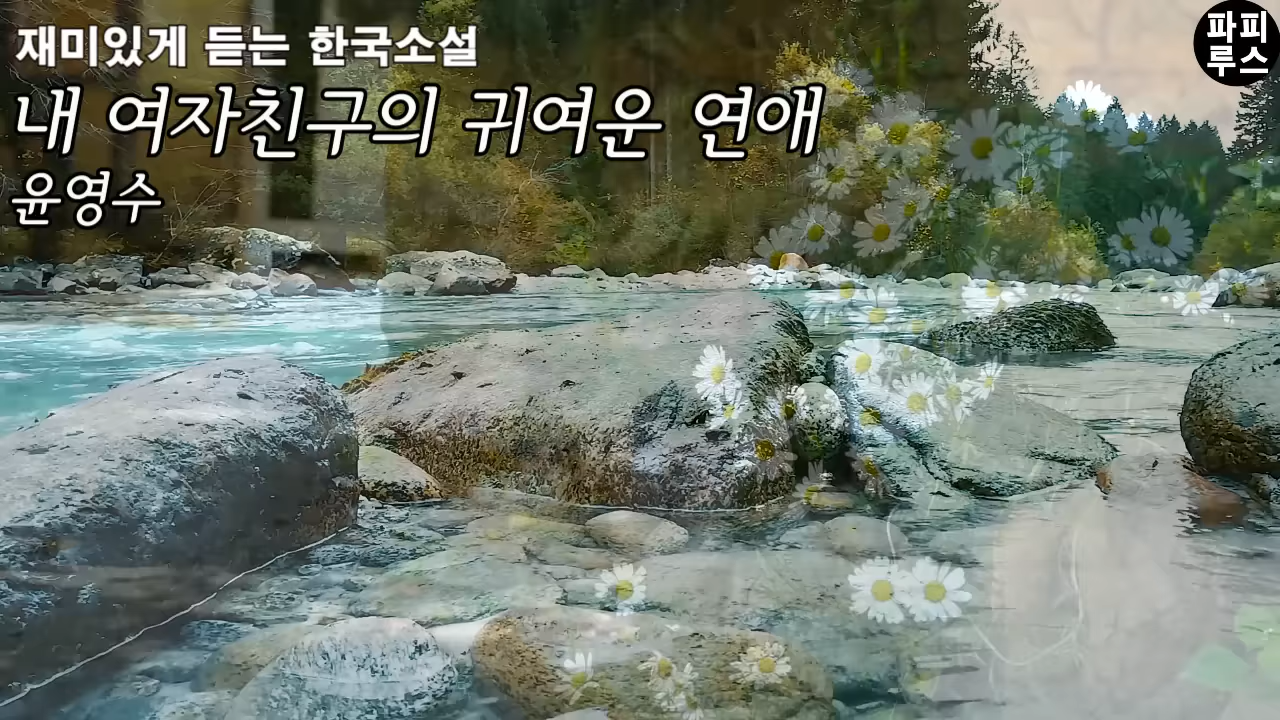 재미있게 듣는 한국소설
내 여자친구의 귀여운 연애
윤영수
파피
루스